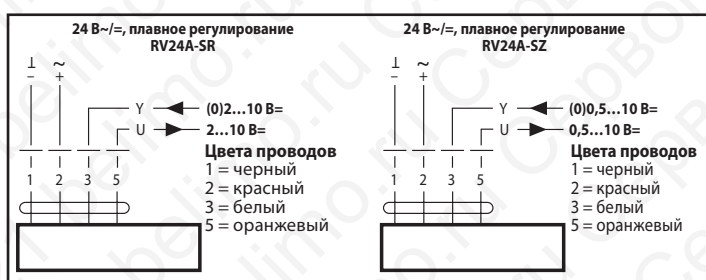 24 В~/=, плавное регулирование
RV24A-SR
⊥ ~
– +
Y (0)2...10 В=
U 2...10 В=
Цвета проводов
1 2 3 5
1 = черный
2 = красный
3 = белый
5 = оранжевый
24 В~/=, плавное регулирование
RV24A-SZ
⊥ ~
– +
Y (0)0,5...10 В=
U 0,5...10 В=
Цвета проводов
1 2 3 5
1 = черный
2 = красный
3 = белый
5 = оранжевый